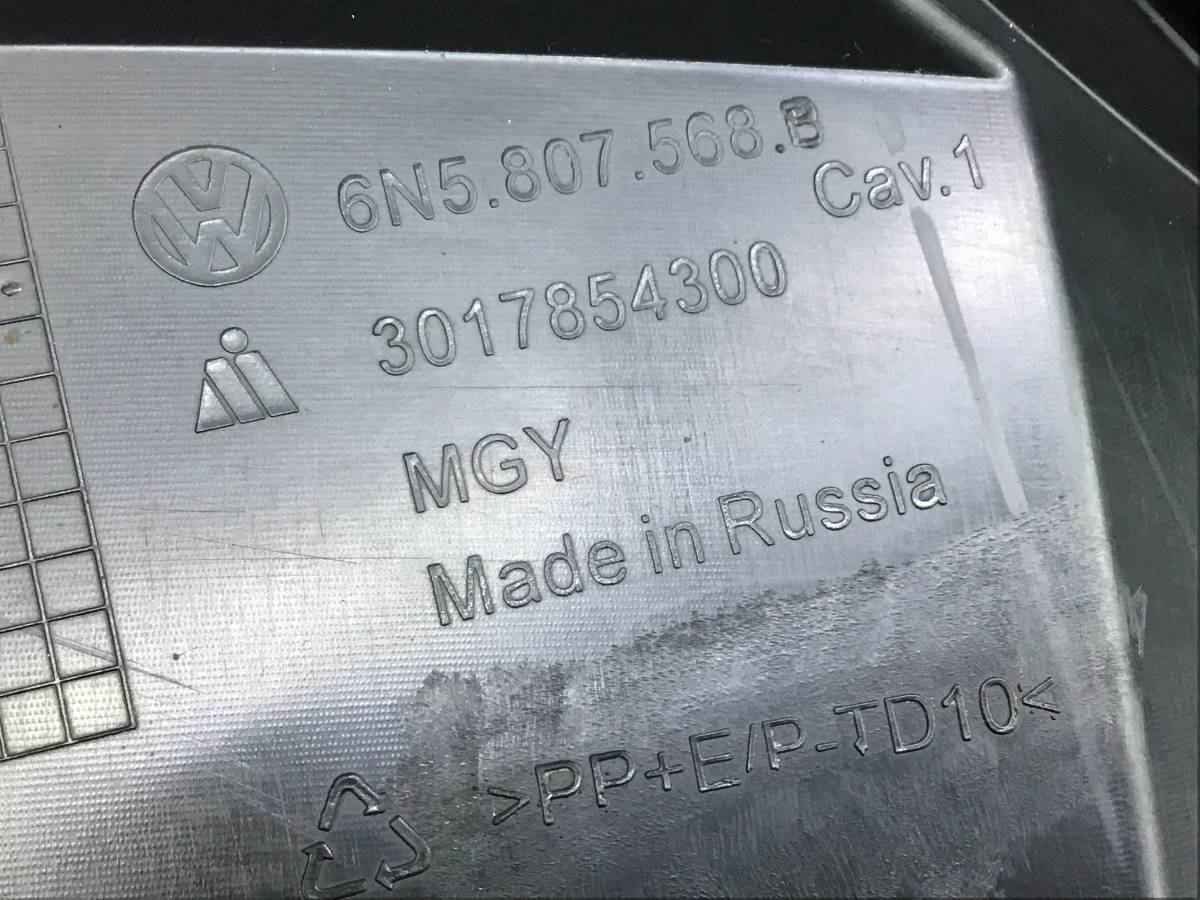 6N5.807.568.B
Cav.1
3017854300
MGY
Made in Russia
>PP+E/P-TD10<